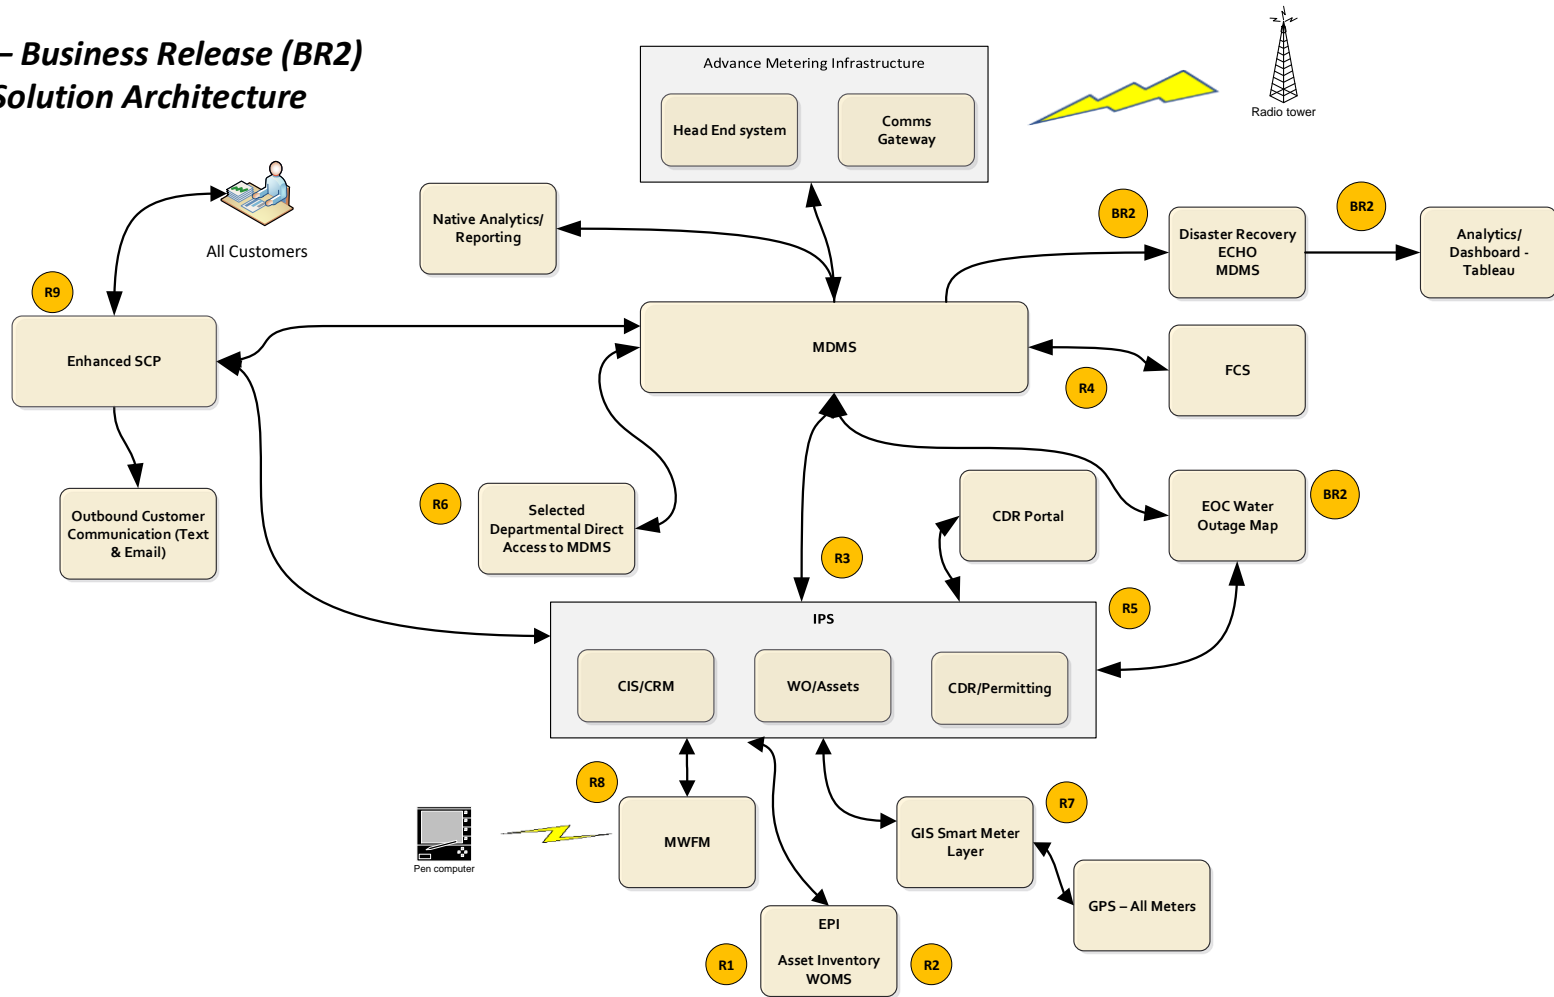 – Business Release (BR2)
Solution Architecture
Advance Metering Infrastructure
Head End system
Comms
Gateway
Radio tower
All Customers
Native Analytics/
Reporting
BR2
Disaster Recovery
ECHO
MDMS
BR2
Analytics/
Dashboard -
Tableau
R9
Enhanced SCP
MDMS
R4
FCS
Outbound Customer
Communication (Text
& Email)
R6
Selected
Departmental Direct
Access to MDMS
R3
CDR Portal
EOC Water
Outage Map
BR2
R5
IPS
CIS/CRM
WO/Assets
CDR/Permitting
R8
MWFM
Pen computer
GIS Smart Meter
Layer
R7
GPS – All Meters
R1
EPI
Asset Inventory
WOMS
R2